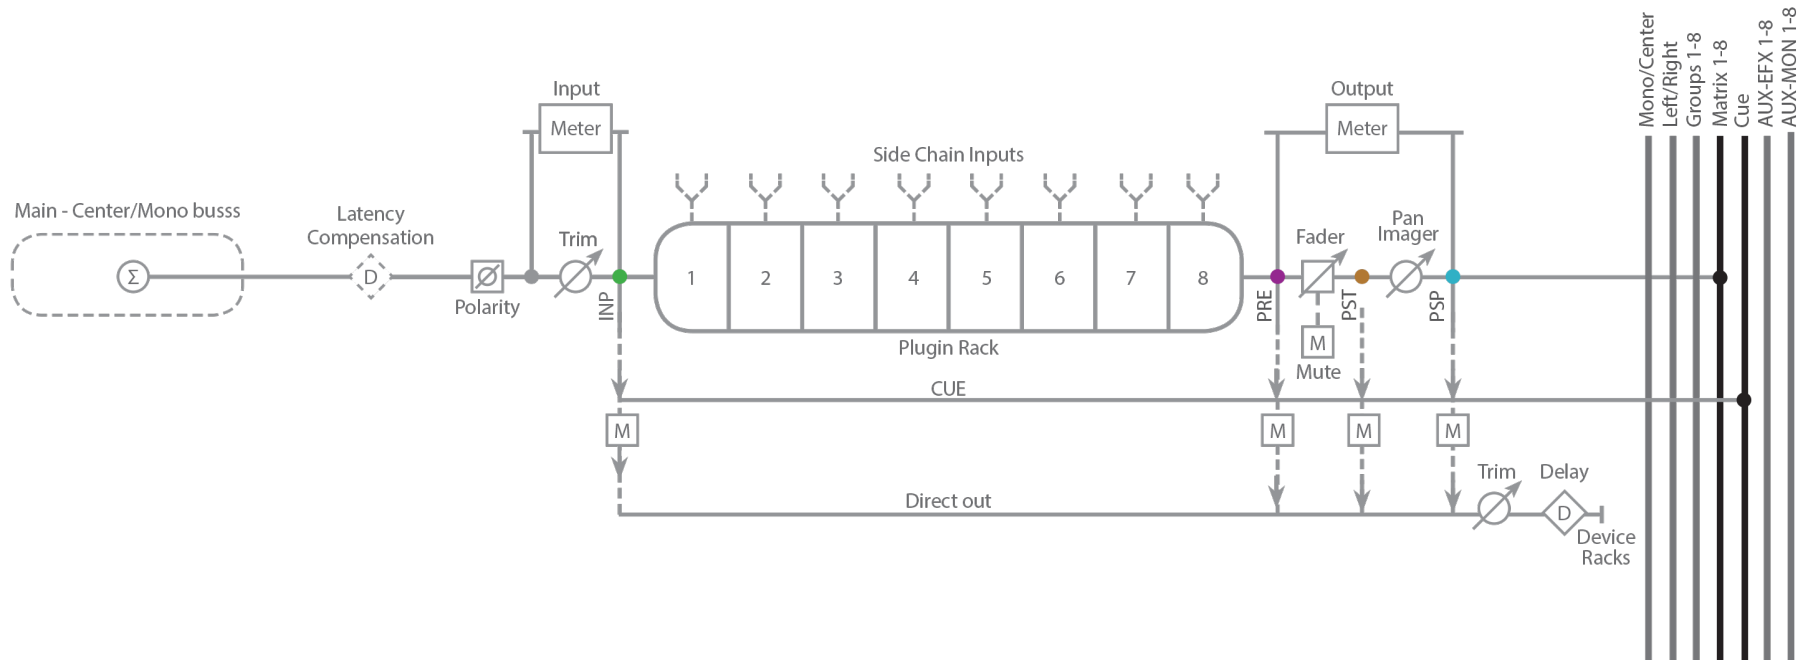 Mono/Center
Left/Right
Groups 1-8
Matrix 1-8
Cue
AUX-EFX 1-8
AUX-MON 1-8
Input
Meter
Output
Meter
Side Chain Inputs
Main - Center/Mono busss
Latency
Compensation
Trim
Fader
Pan
Imager
Σ
D
Polarity
INP
1
2
3
4
5
6
7
8
PRE
PST
PSP
Plugin Rack
M
Mute
CUE
M
M
M
M
Direct out
Trim
Delay
D
Device
Racks